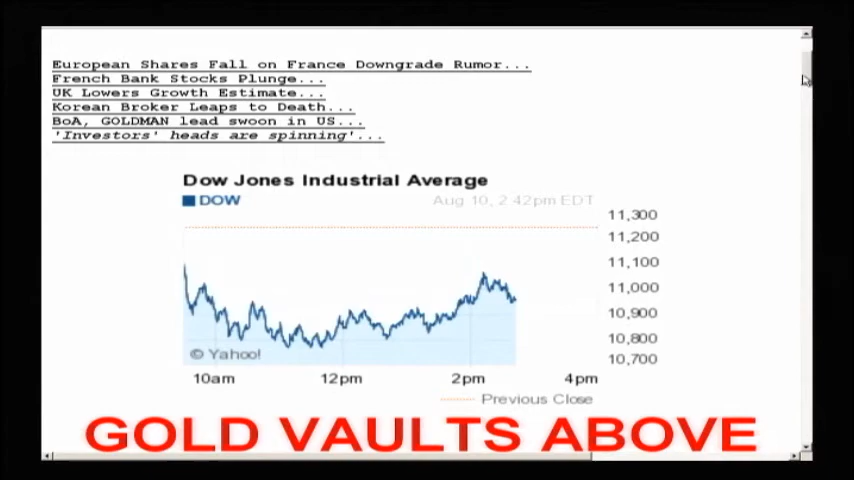 European Shares Fall on France Downgrade Rumor...
French Bank Stocks Plunge...
UK Lowers Growth Estimate...
Korean Broker Leaps to Death...
BoA, GOLDMAN lead swoon in US...
'Investors' heads are spinning'...
Dow Jones Industrial Average
DOW Aug 10, 2:42pm EDT
11,300
11,200
11,100
11,000
10,900
10,800
10,700
© Yahoo!
10am 12pm 2pm 4pm
Previous Close
GOLD VAULTS ABOVE